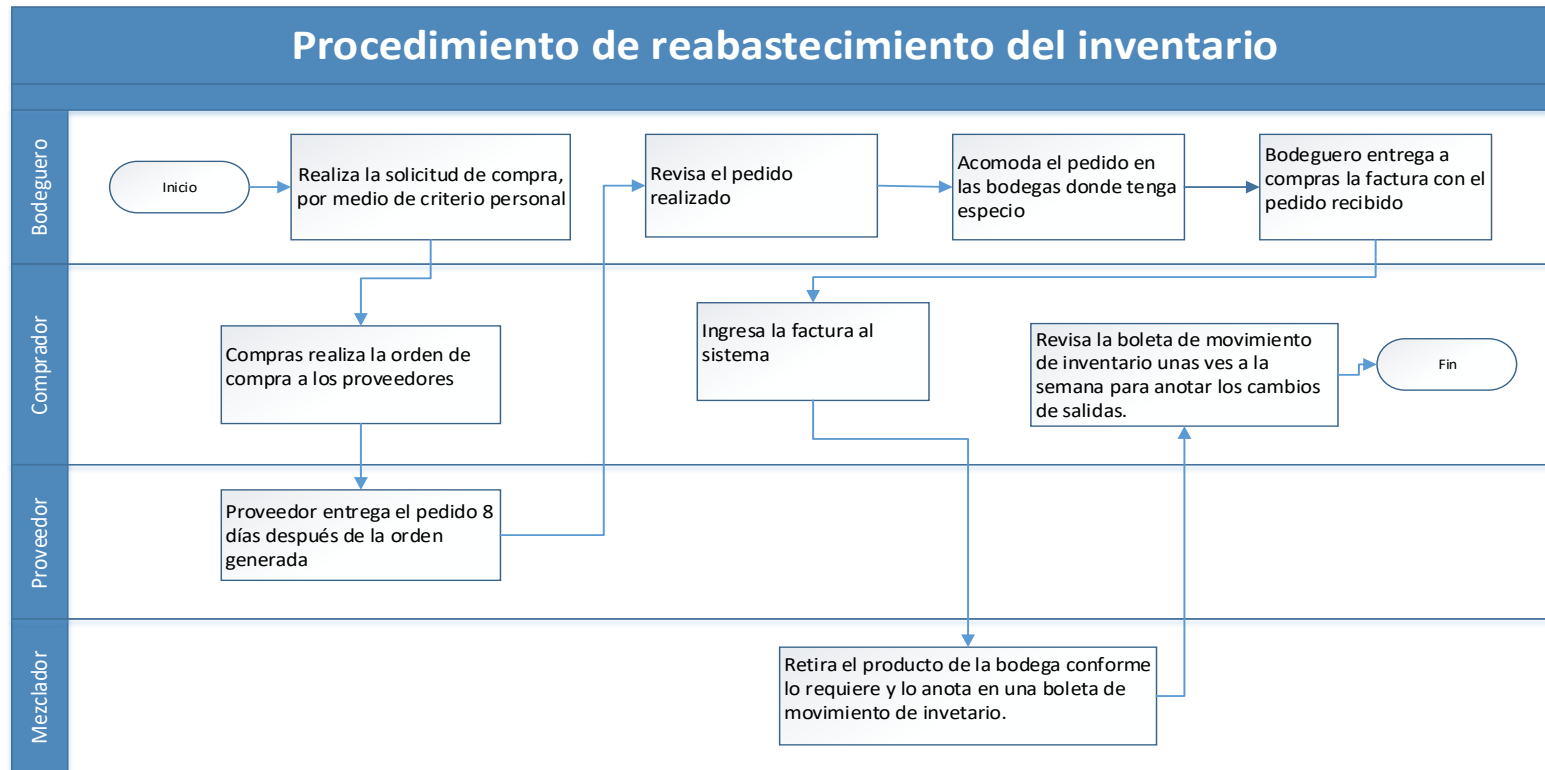 Procedimiento de reabastecimiento del inventario
Bodeguero
Inicio
Realiza la solicitud de compra,
por medio de criterio personal
Revisa el pedido
realizado
Acomoda el pedido en
las bodegas donde tenga
especio
Bodeguero entrega a
compras la factura con el
pedido recibido
Comprador
Compras realiza la orden de
compra a los proveedores
Ingresa la factura al
sistema
Revisa la boleta de movimiento
de inventario unas ves a la
semana para anotar los cambios
de salidas.
Fin
Proveedor
Proveedor entrega el pedido 8
días después de la orden
generada
Mezclador
Retira el producto de la bodega conforme
lo requiere y lo anota en una boleta de
movimiento de invetario.